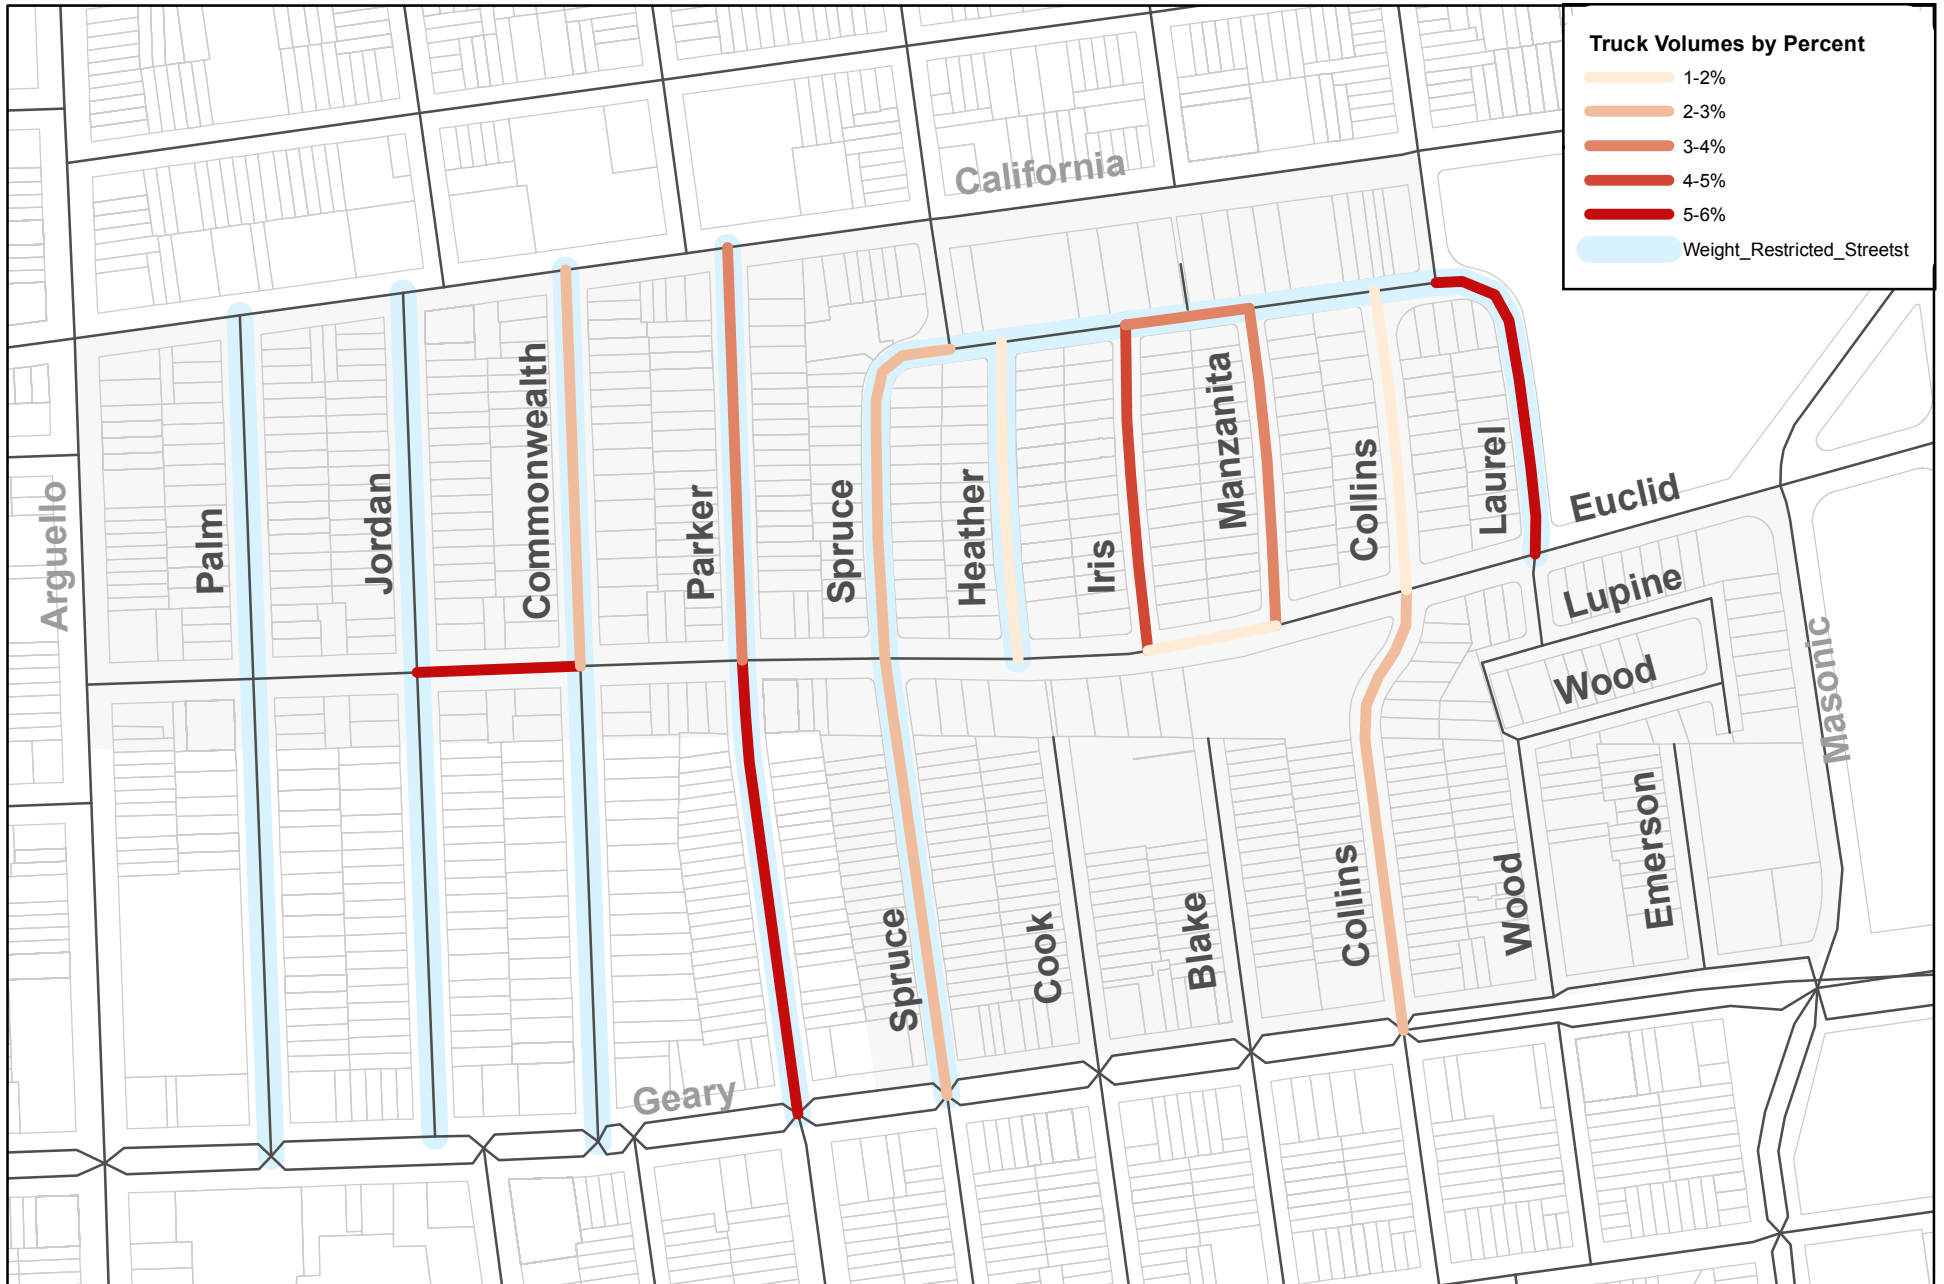 Truck Volumes by Percent
1-2%
2-3%
3-4%
4-5%
5-6%
Weight_Restricted_Streetst
California
Arguello
Palm
Jordan
Commonwealth
Parker
Spruce
Heather
Iris
Manzanita
Collins
Laurel
Euclid
Lupine
Wood
Masonic
Spruce
Cook
Blake
Collins
Wood
Emerson
Geary